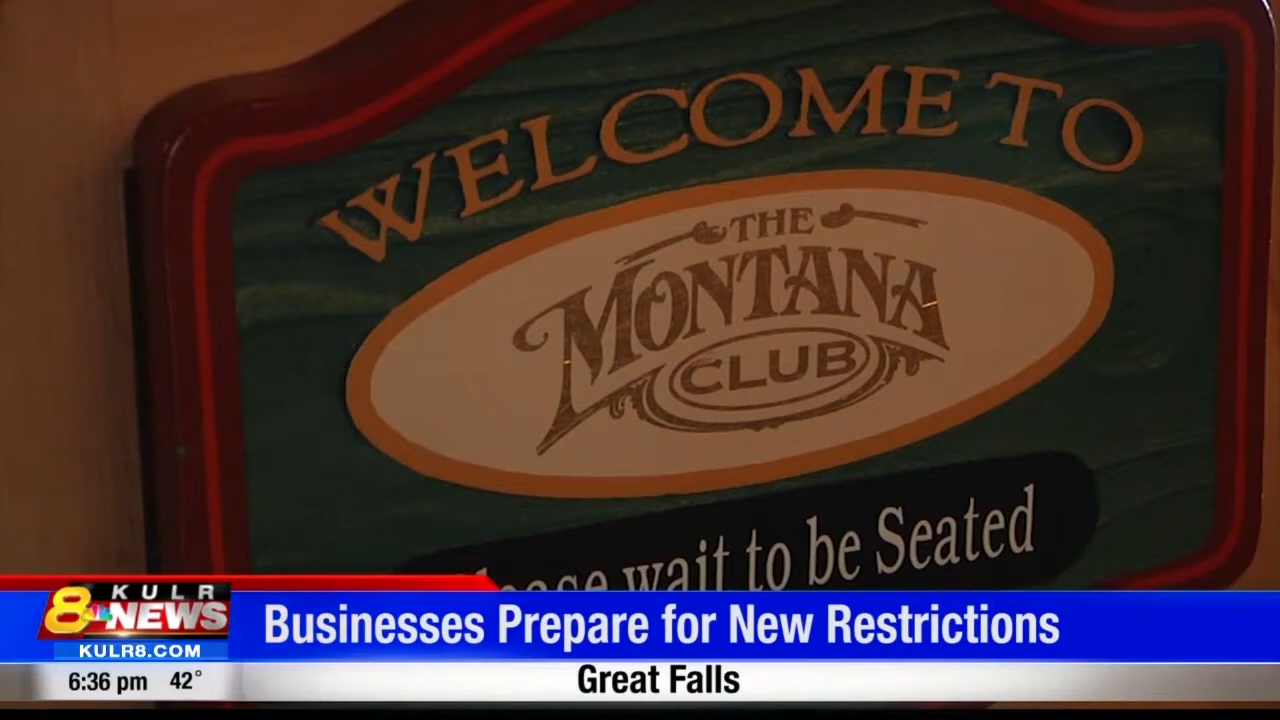 WELCOME TO
THE
MONTANA
CLUB
wait to be Seated
8 KULR
NEWS
KULR8.COM
Businesses Prepare for New Restrictions
6:36 pm 42°
Great Falls